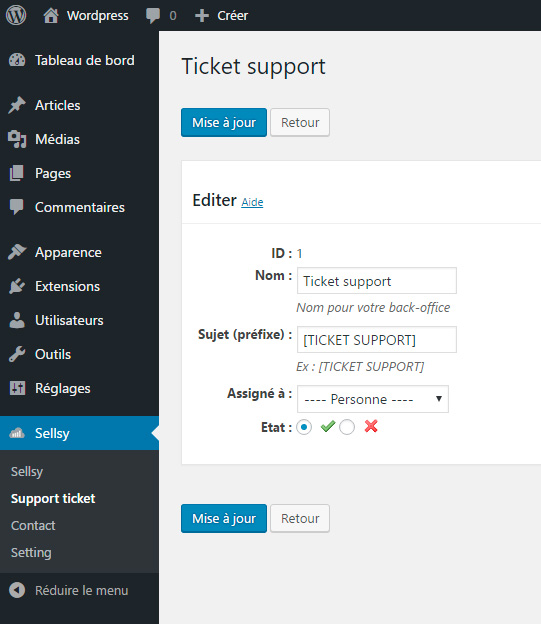 Wordpress 0 Créer
Tableau de bord
Articles
Médias
Pages
Commentaires
Apparence
Extensions
Utilisateurs
Outils
Réglages
Sellsy
Sellsy
Support ticket
Contact
Setting
Réduire le menu
Ticket support
Mise à jour Retour
Editer Aide
ID : 1
Nom : Ticket support
Nom pour votre back-office
Sujet (préfixe) : [TICKET SUPPORT]
Ex : [TICKET SUPPORT]
Assigné à : ---- Personne ----
Etat :
Mise à jour Retour